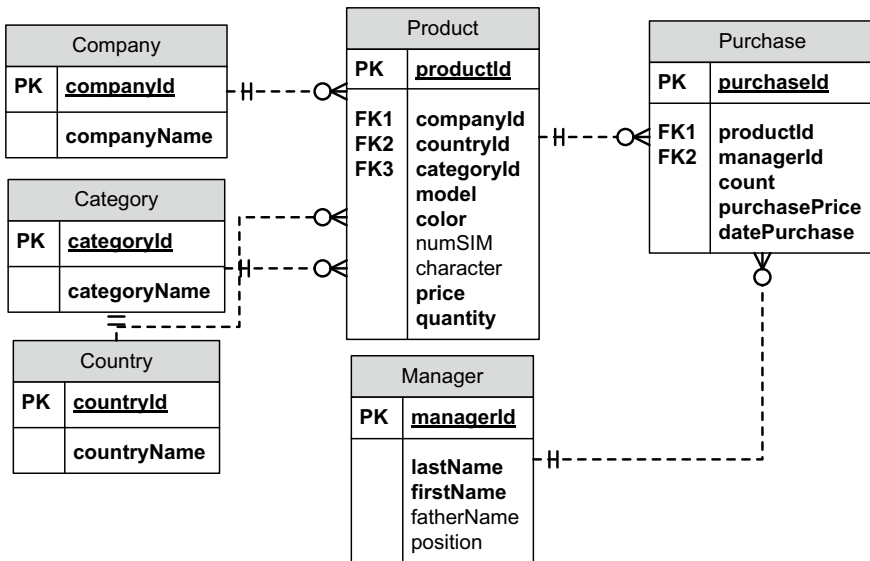 Company
PK companyId
companyName
Category
PK categoryId
categoryName
Country
PK countryId
countryName
Product
PK productId
FK1 companyId
FK2 countryId
FK3 categoryId
model
color
numSIM
character
price
quantity
Manager
PK managerId
lastName
firstName
fatherName
position
Purchase
PK purchaseId
FK1 productId
FK2 managerId
count
purchasePrice
datePurchase